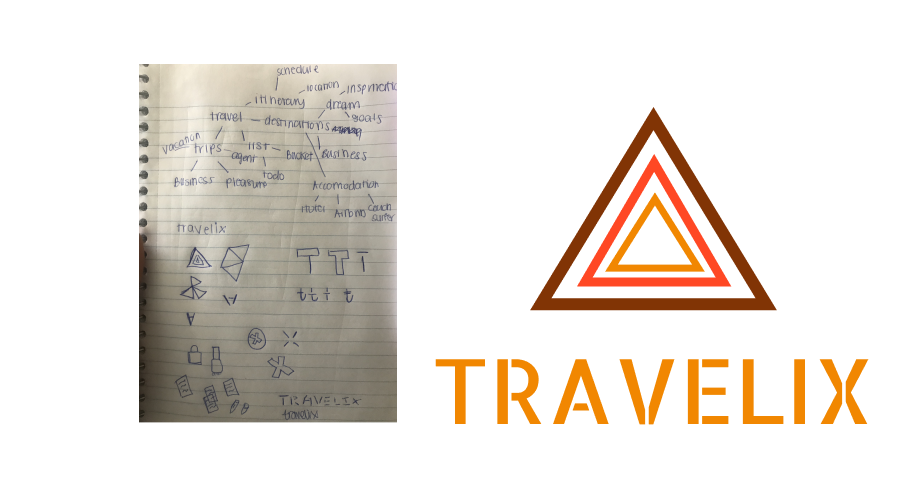 schedule
location
itinerary
dream
travel
destinations
goals
vacation
trips
list
agent
Bucket
Business
todo
Business
pleasure
Accomodation
Hotel
Airbnb
couch
surfer
travelix
T T T
t t t t
TRAVELIX
travelix
TRAVELIX